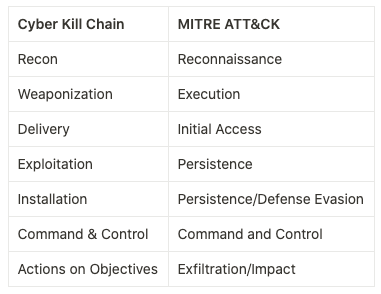 Cyber Kill Chain MITRE ATT&CK
Recon Reconnaissance
Weaponization Execution
Delivery Initial Access
Exploitation Persistence
Installation Persistence/Defense Evasion
Command & Control Command and Control
Actions on Objectives Exfiltration/Impact